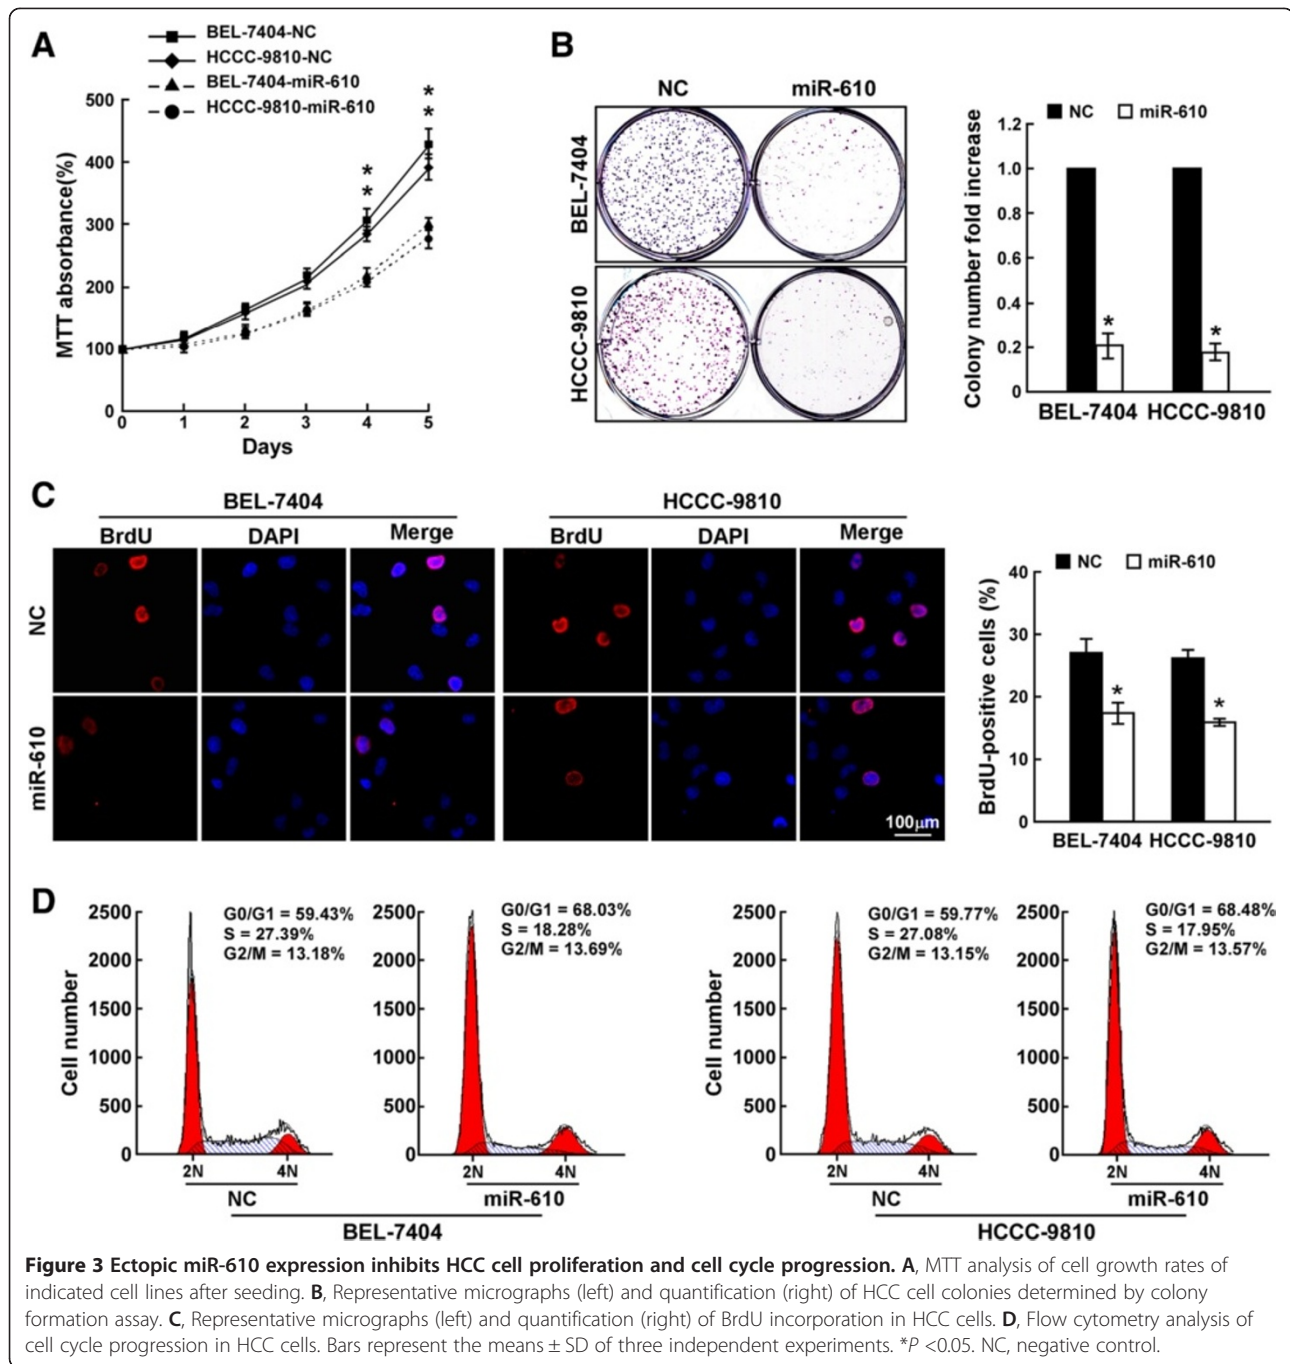 A
BEL-7404-NC
HCCC-9810-NC
BEL-7404-miR-610
HCCC-9810-miR-610
MTT absorbance(%)
500
400
300
200
100
0
* *
* *
0 1 2 3 4 5
Days
B
NC miR-610
BEL-7404
HCCC-9810
NC miR-610
Colony number fold increase
1.2
1.0
0.8
0.6
0.4
0.2
0
* *
BEL-7404 HCCC-9810
C
BEL-7404 HCCC-9810
BrdU DAPI Merge BrdU DAPI Merge
NC
miR-610
100μm
NC miR-610
BrdU-positive cells (%)
40
30
20
10
0
* *
BEL-7404 HCCC-9810
D
Cell number
2500
2000
1500
1000
500
0
G0/G1 = 59.43%
S = 27.39%
G2/M = 13.18%
2N 4N
NC
2500
2000
1500
1000
500
0
G0/G1 = 68.03%
S = 18.28%
G2/M = 13.69%
2N 4N
miR-610
BEL-7404
Cell number
2500
2000
1500
1000
500
0
G0/G1 = 59.77%
S = 27.08%
G2/M = 13.15%
2N 4N
NC
2500
2000
1500
1000
500
0
G0/G1 = 68.48%
S = 17.95%
G2/M = 13.57%
2N 4N
miR-610
HCCC-9810
Figure 3 Ectopic miR-610 expression inhibits HCC cell proliferation and cell cycle progression. A, MTT analysis of cell growth rates of
indicated cell lines after seeding. B, Representative micrographs (left) and quantification (right) of HCC cell colonies determined by colony
formation assay. C, Representative micrographs (left) and quantification (right) of BrdU incorporation in HCC cells. D, Flow cytometry analysis of
cell cycle progression in HCC cells. Bars represent the means ± SD of three independent experiments. *P <0.05. NC, negative control.